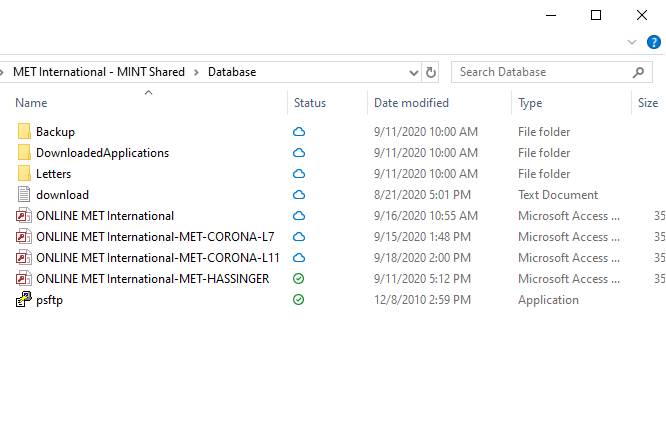 MET International - MINT Shared > Database Search Database
Name Status Date modified Type Size
Backup 9/11/2020 10:00 AM File folder
DownloadedApplications 9/11/2020 10:00 AM File folder
Letters 9/11/2020 10:00 AM File folder
download 8/21/2020 5:01 PM Text Document
ONLINE MET International 9/16/2020 10:55 AM Microsoft Access ... 35
ONLINE MET International-MET-CORONA-L7 9/15/2020 1:48 PM Microsoft Access ... 35
ONLINE MET International-MET-CORONA-L11 9/18/2020 2:00 PM Microsoft Access ... 35
ONLINE MET International-MET-HASSINGER 9/11/2020 5:12 PM Microsoft Access ... 35
psftp 12/8/2010 2:59 PM Application